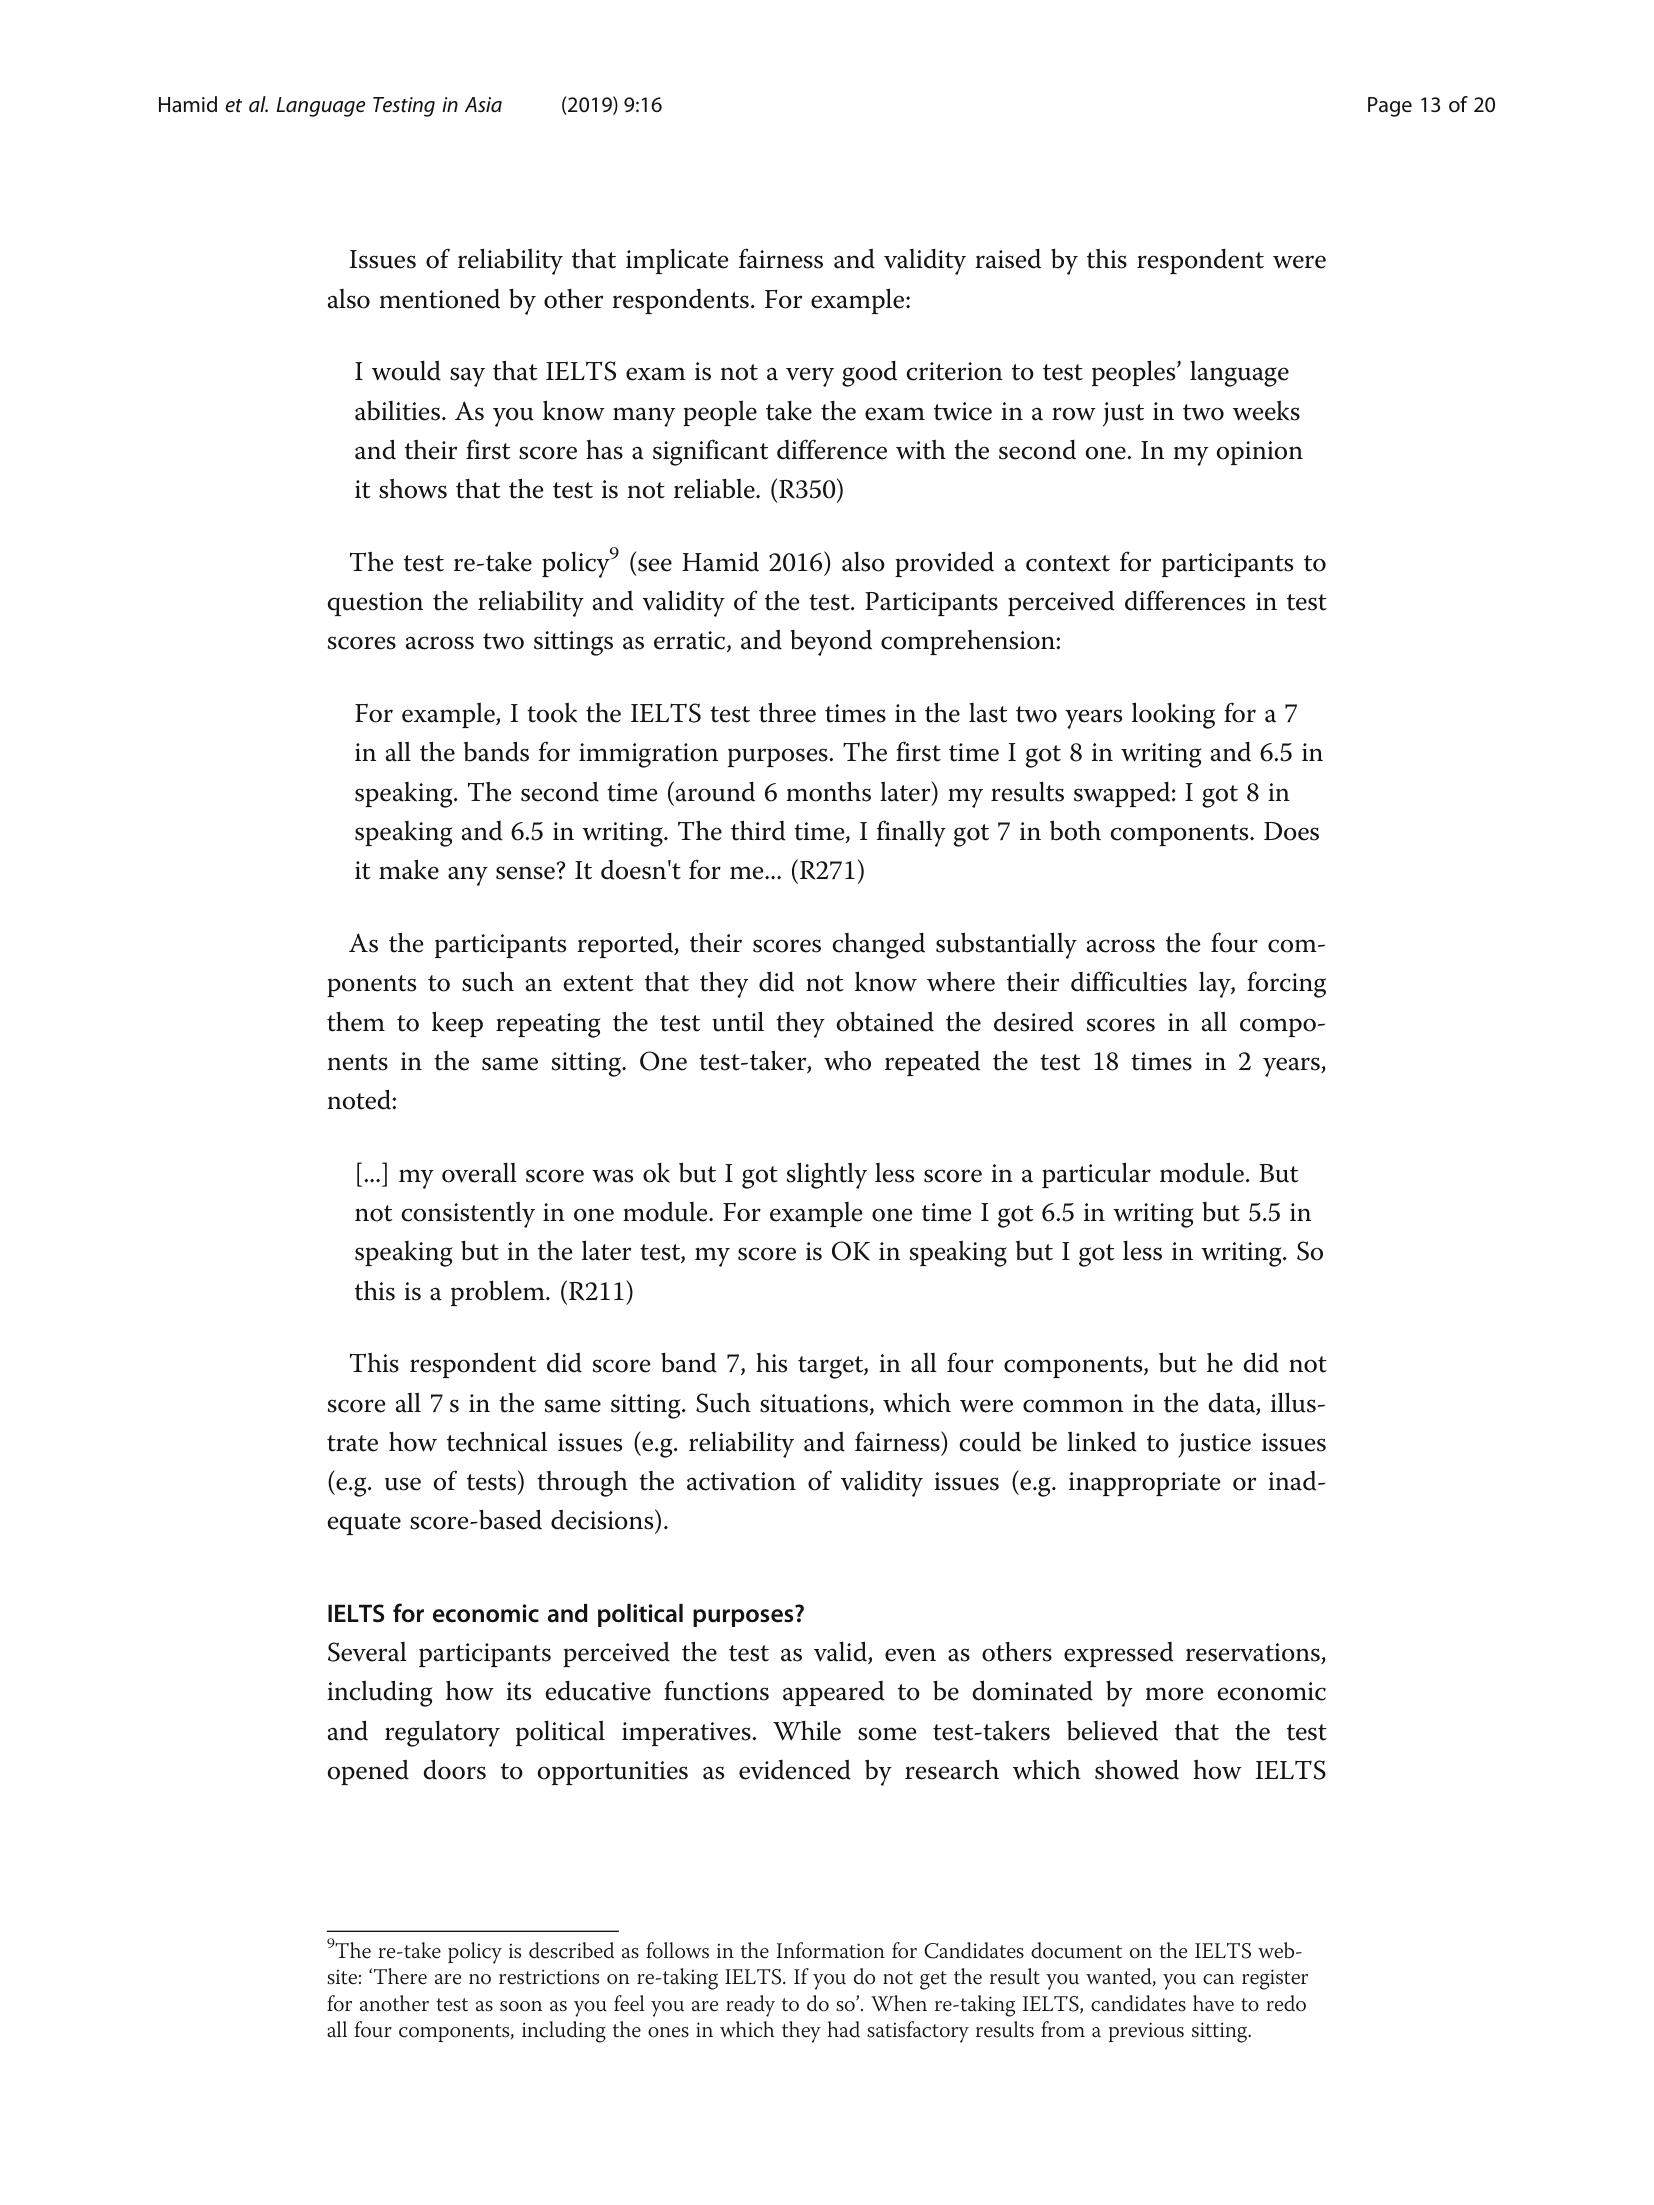 Hamid et al. Language Testing in Asia (2019) 9:16 Page 13 of 20
Issues of reliability that implicate fairness and validity raised by this respondent were
also mentioned by other respondents. For example:
I would say that IELTS exam is not a very good criterion to test peoples’ language
abilities. As you know many people take the exam twice in a row just in two weeks
and their first score has a significant difference with the second one. In my opinion
it shows that the test is not reliable. (R350)
The test re-take policy9 (see Hamid 2016) also provided a context for participants to
question the reliability and validity of the test. Participants perceived differences in test
scores across two sittings as erratic, and beyond comprehension:
For example, I took the IELTS test three times in the last two years looking for a 7
in all the bands for immigration purposes. The first time I got 8 in writing and 6.5 in
speaking. The second time (around 6 months later) my results swapped: I got 8 in
speaking and 6.5 in writing. The third time, I finally got 7 in both components. Does
it make any sense? It doesn't for me... (R271)
As the participants reported, their scores changed substantially across the four com-
ponents to such an extent that they did not know where their difficulties lay, forcing
them to keep repeating the test until they obtained the desired scores in all compo-
nents in the same sitting. One test-taker, who repeated the test 18 times in 2 years,
noted:
[...] my overall score was ok but I got slightly less score in a particular module. But
not consistently in one module. For example one time I got 6.5 in writing but 5.5 in
speaking but in the later test, my score is OK in speaking but I got less in writing. So
this is a problem. (R211)
This respondent did score band 7, his target, in all four components, but he did not
score all 7 s in the same sitting. Such situations, which were common in the data, illus-
trate how technical issues (e.g. reliability and fairness) could be linked to justice issues
(e.g. use of tests) through the activation of validity issues (e.g. inappropriate or inad-
equate score-based decisions).
IELTS for economic and political purposes?
Several participants perceived the test as valid, even as others expressed reservations,
including how its educative functions appeared to be dominated by more economic
and regulatory political imperatives. While some test-takers believed that the test
opened doors to opportunities as evidenced by research which showed how IELTS
9The re-take policy is described as follows in the Information for Candidates document on the IELTS web-
site: ‘There are no restrictions on re-taking IELTS. If you do not get the result you wanted, you can register
for another test as soon as you feel you are ready to do so’. When re-taking IELTS, candidates have to redo
all four components, including the ones in which they had satisfactory results from a previous sitting.